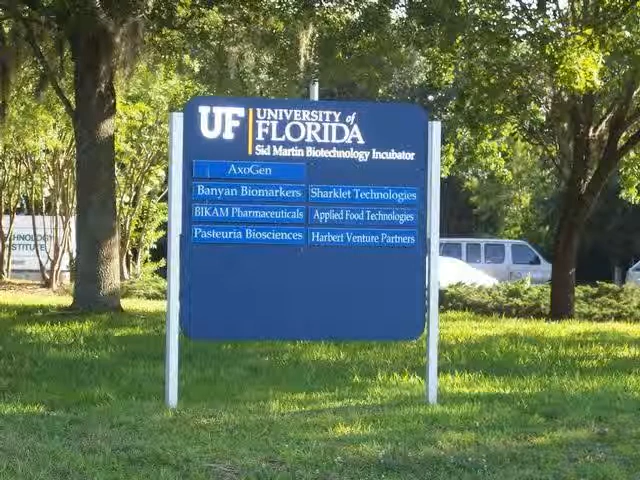 UF UNIVERSITY of
FLORIDA
Sid Martin Biotechnology Incubator
AxoGen
Banyan Biomarkers Sharklet Technologies
BIKAM Pharmaceuticals Applied Food Technologies
Pasteuria Biosciences Harbert Venture Partners